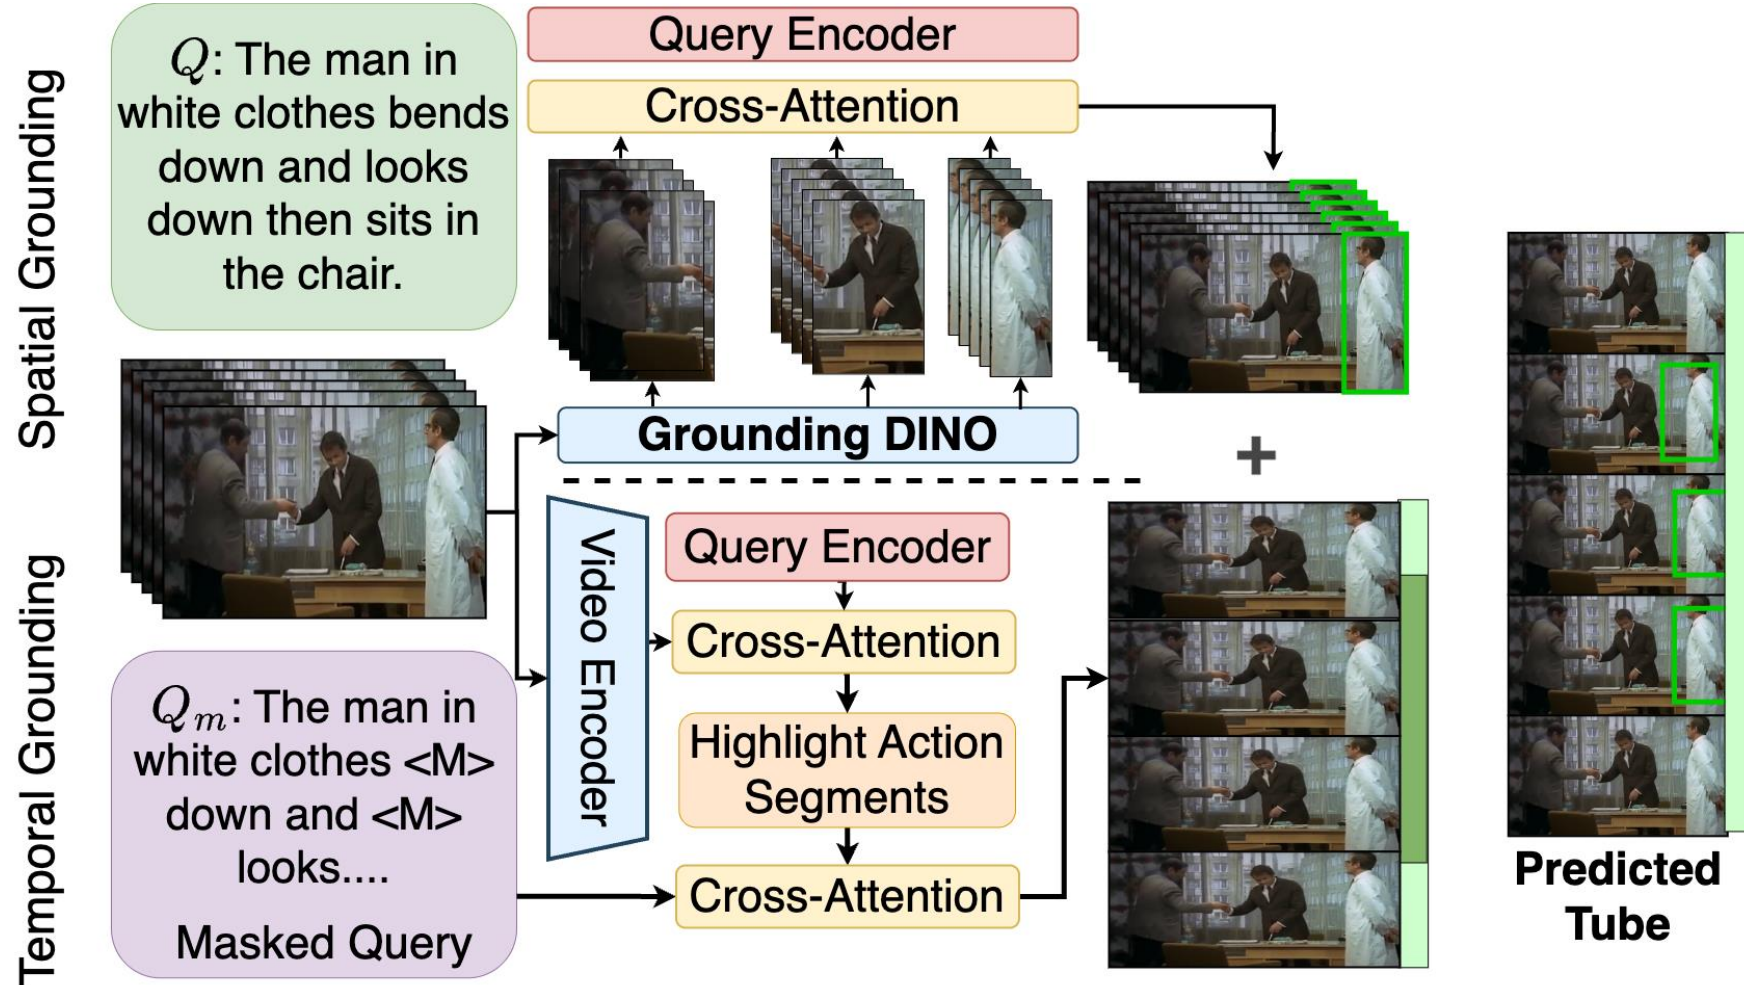 Spatial Grounding
Q: The man in
white clothes bends
down and looks
down then sits in
the chair.
Query Encoder
Cross-Attention
Grounding DINO
+
Temporal Grounding
Q_m: The man in
white clothes <M>
down and <M>
looks....
Masked Query
Video Encoder
Query Encoder
Cross-Attention
Highlight Action
Segments
Cross-Attention
Predicted
Tube